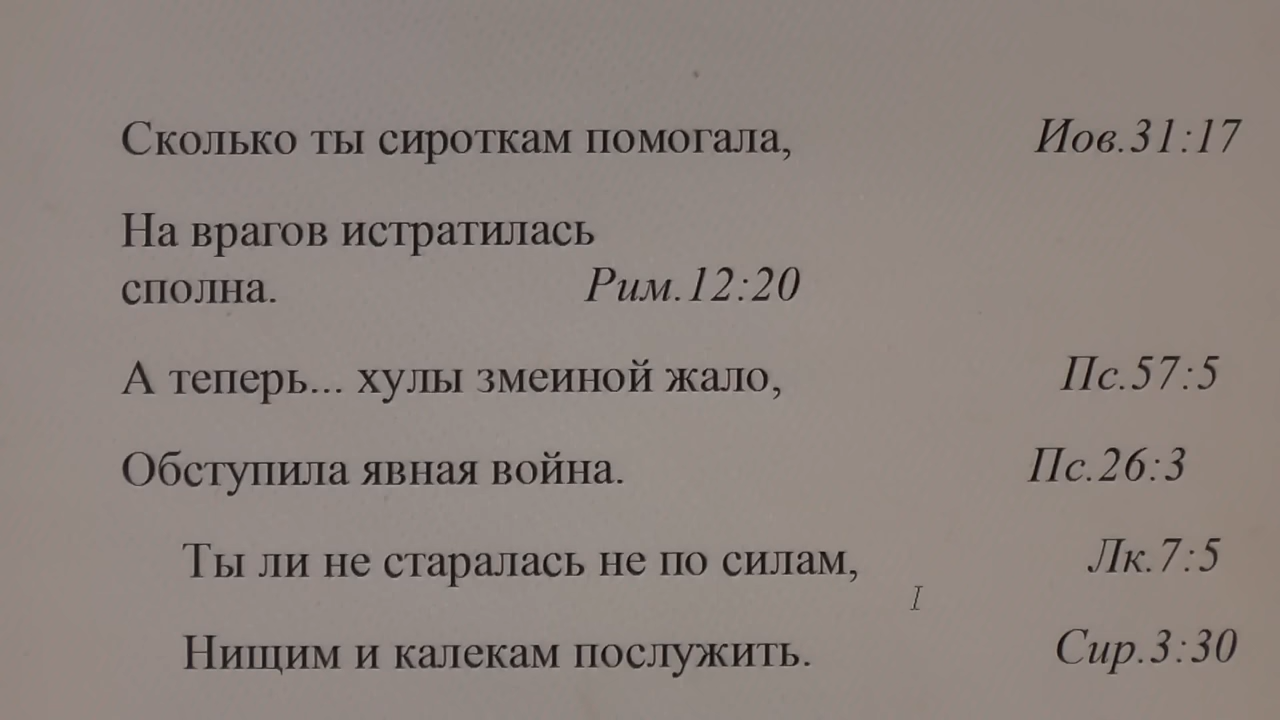 Сколько ты сироткам помогала, Иов.31:17
На врагов истратилась
сполна. Рим.12:20
А теперь... хулы змеиной жало, Пс.57:5
Обступила явная война. Пс.26:3
Ты ли не старалась не по силам, Лк.7:5
Нищим и калекам послужить. Сир.3:30